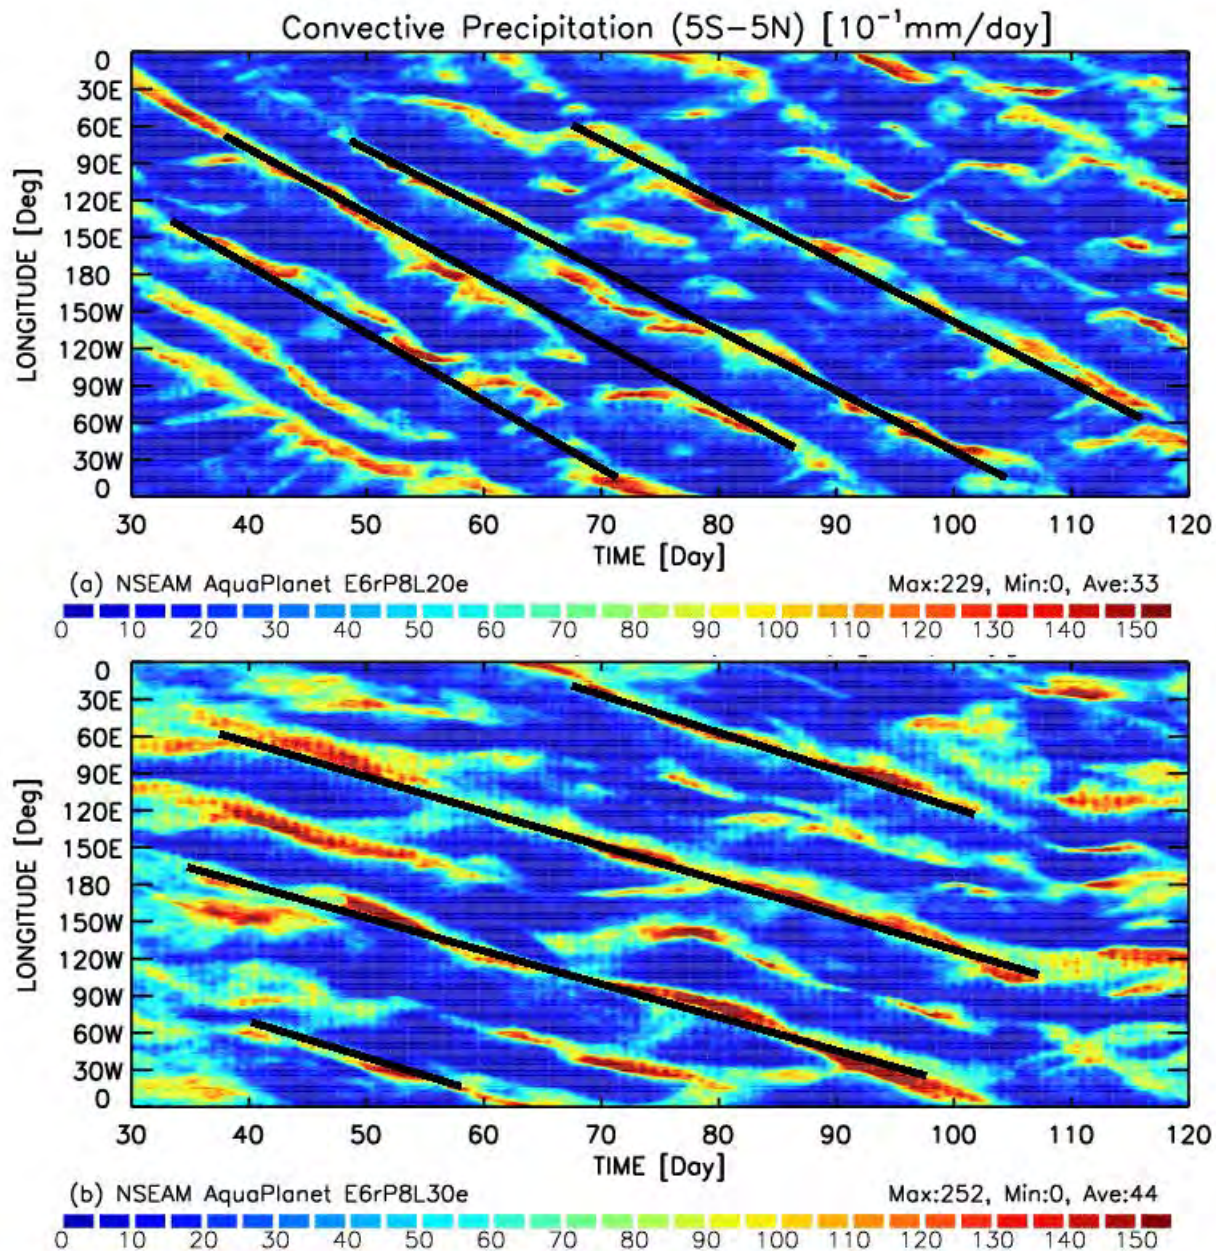 Convective Precipitation (5S−5N) [10⁻¹mm/day]
0
30E
60E
90E
120E
150E
180
150W
120W
90W
60W
30W
0
LONGITUDE [Deg]
30 40 50 60 70 80 90 100 110 120
TIME [Day]
(a) NSEAM AquaPlanet E6rP8L20e Max:229, Min:0, Ave:33
0 10 20 30 40 50 60 70 80 90 100 110 120 130 140 150
0
30E
60E
90E
120E
150E
180
150W
120W
90W
60W
30W
0
LONGITUDE [Deg]
30 40 50 60 70 80 90 100 110 120
TIME [Day]
(b) NSEAM AquaPlanet E6rP8L30e Max:252, Min:0, Ave:44
0 10 20 30 40 50 60 70 80 90 100 110 120 130 140 150